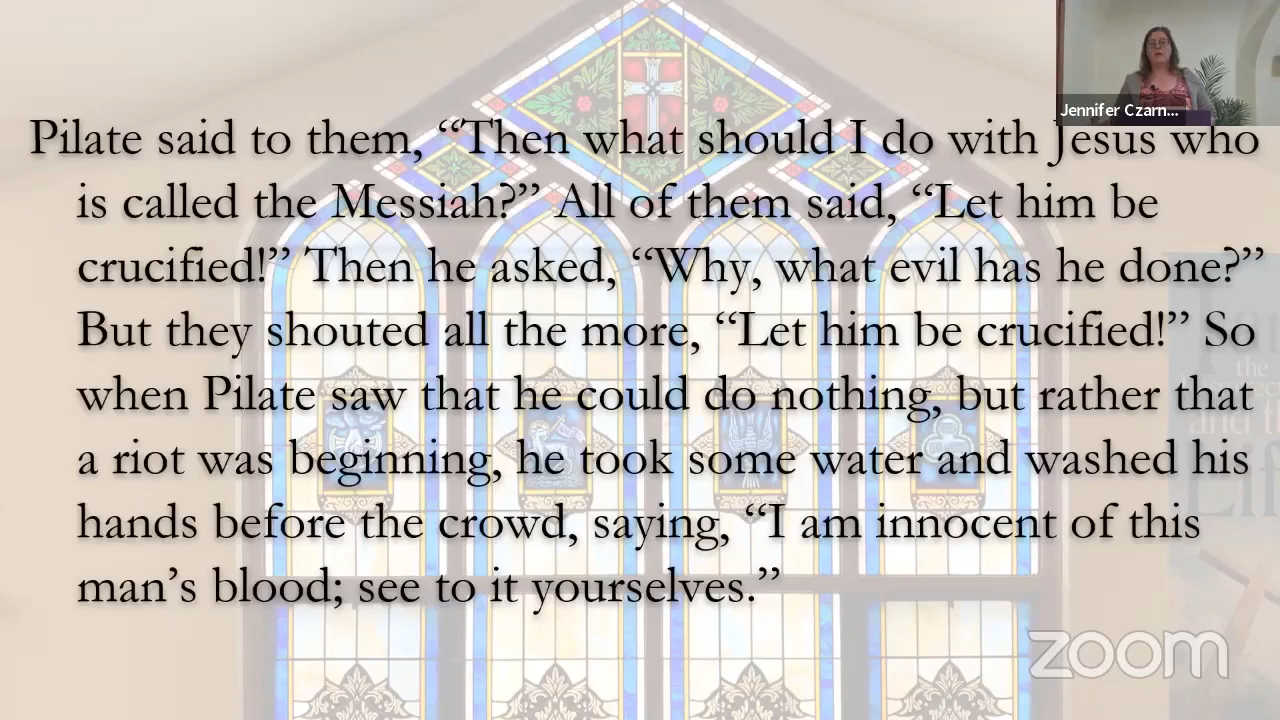 Jennifer Czarn...
Pilate said to them, “Then what should I do with Jesus who
is called the Messiah?” All of them said, “Let him be
crucified!” Then he asked, “Why, what evil has he done?”
But they shouted all the more, “Let him be crucified!” So
when Pilate saw that he could do nothing, but rather that
a riot was beginning, he took some water and washed his
hands before the crowd, saying, “I am innocent of this
man’s blood; see to it yourselves.”
the
and
zoom